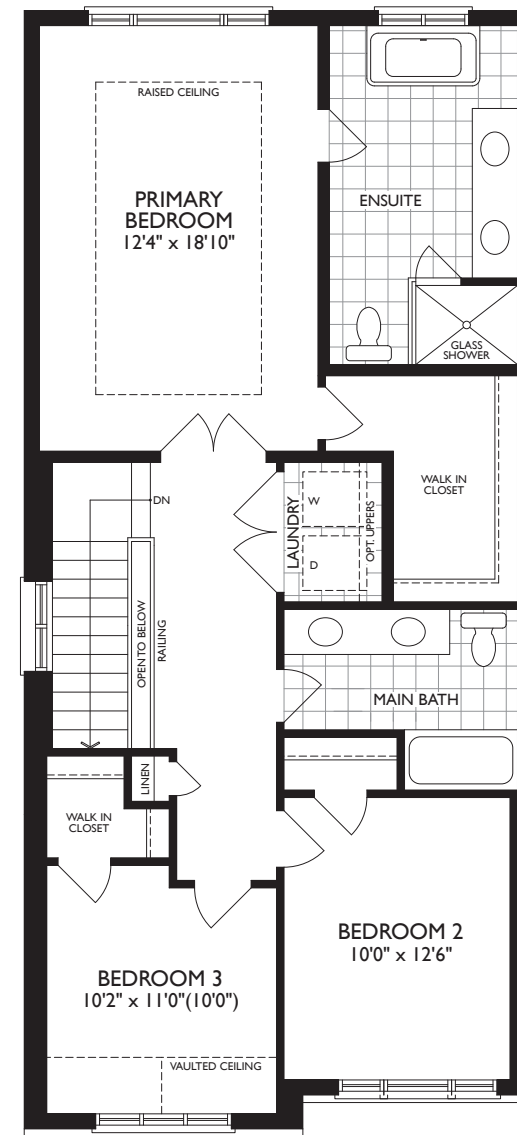 RAISED CEILING
PRIMARY
BEDROOM
12'4" x 18'10"
ENSUITE
GLASS
SHOWER
WALK IN
CLOSET
DN
LAUNDRY
W
D
OPT. UPPERS
OPEN TO BELOW
RAILING
MAIN BATH
LINEN
WALK IN
CLOSET
BEDROOM 2
10'0" x 12'6"
BEDROOM 3
10'2" x 11'0"(10'0")
VAULTED CEILING